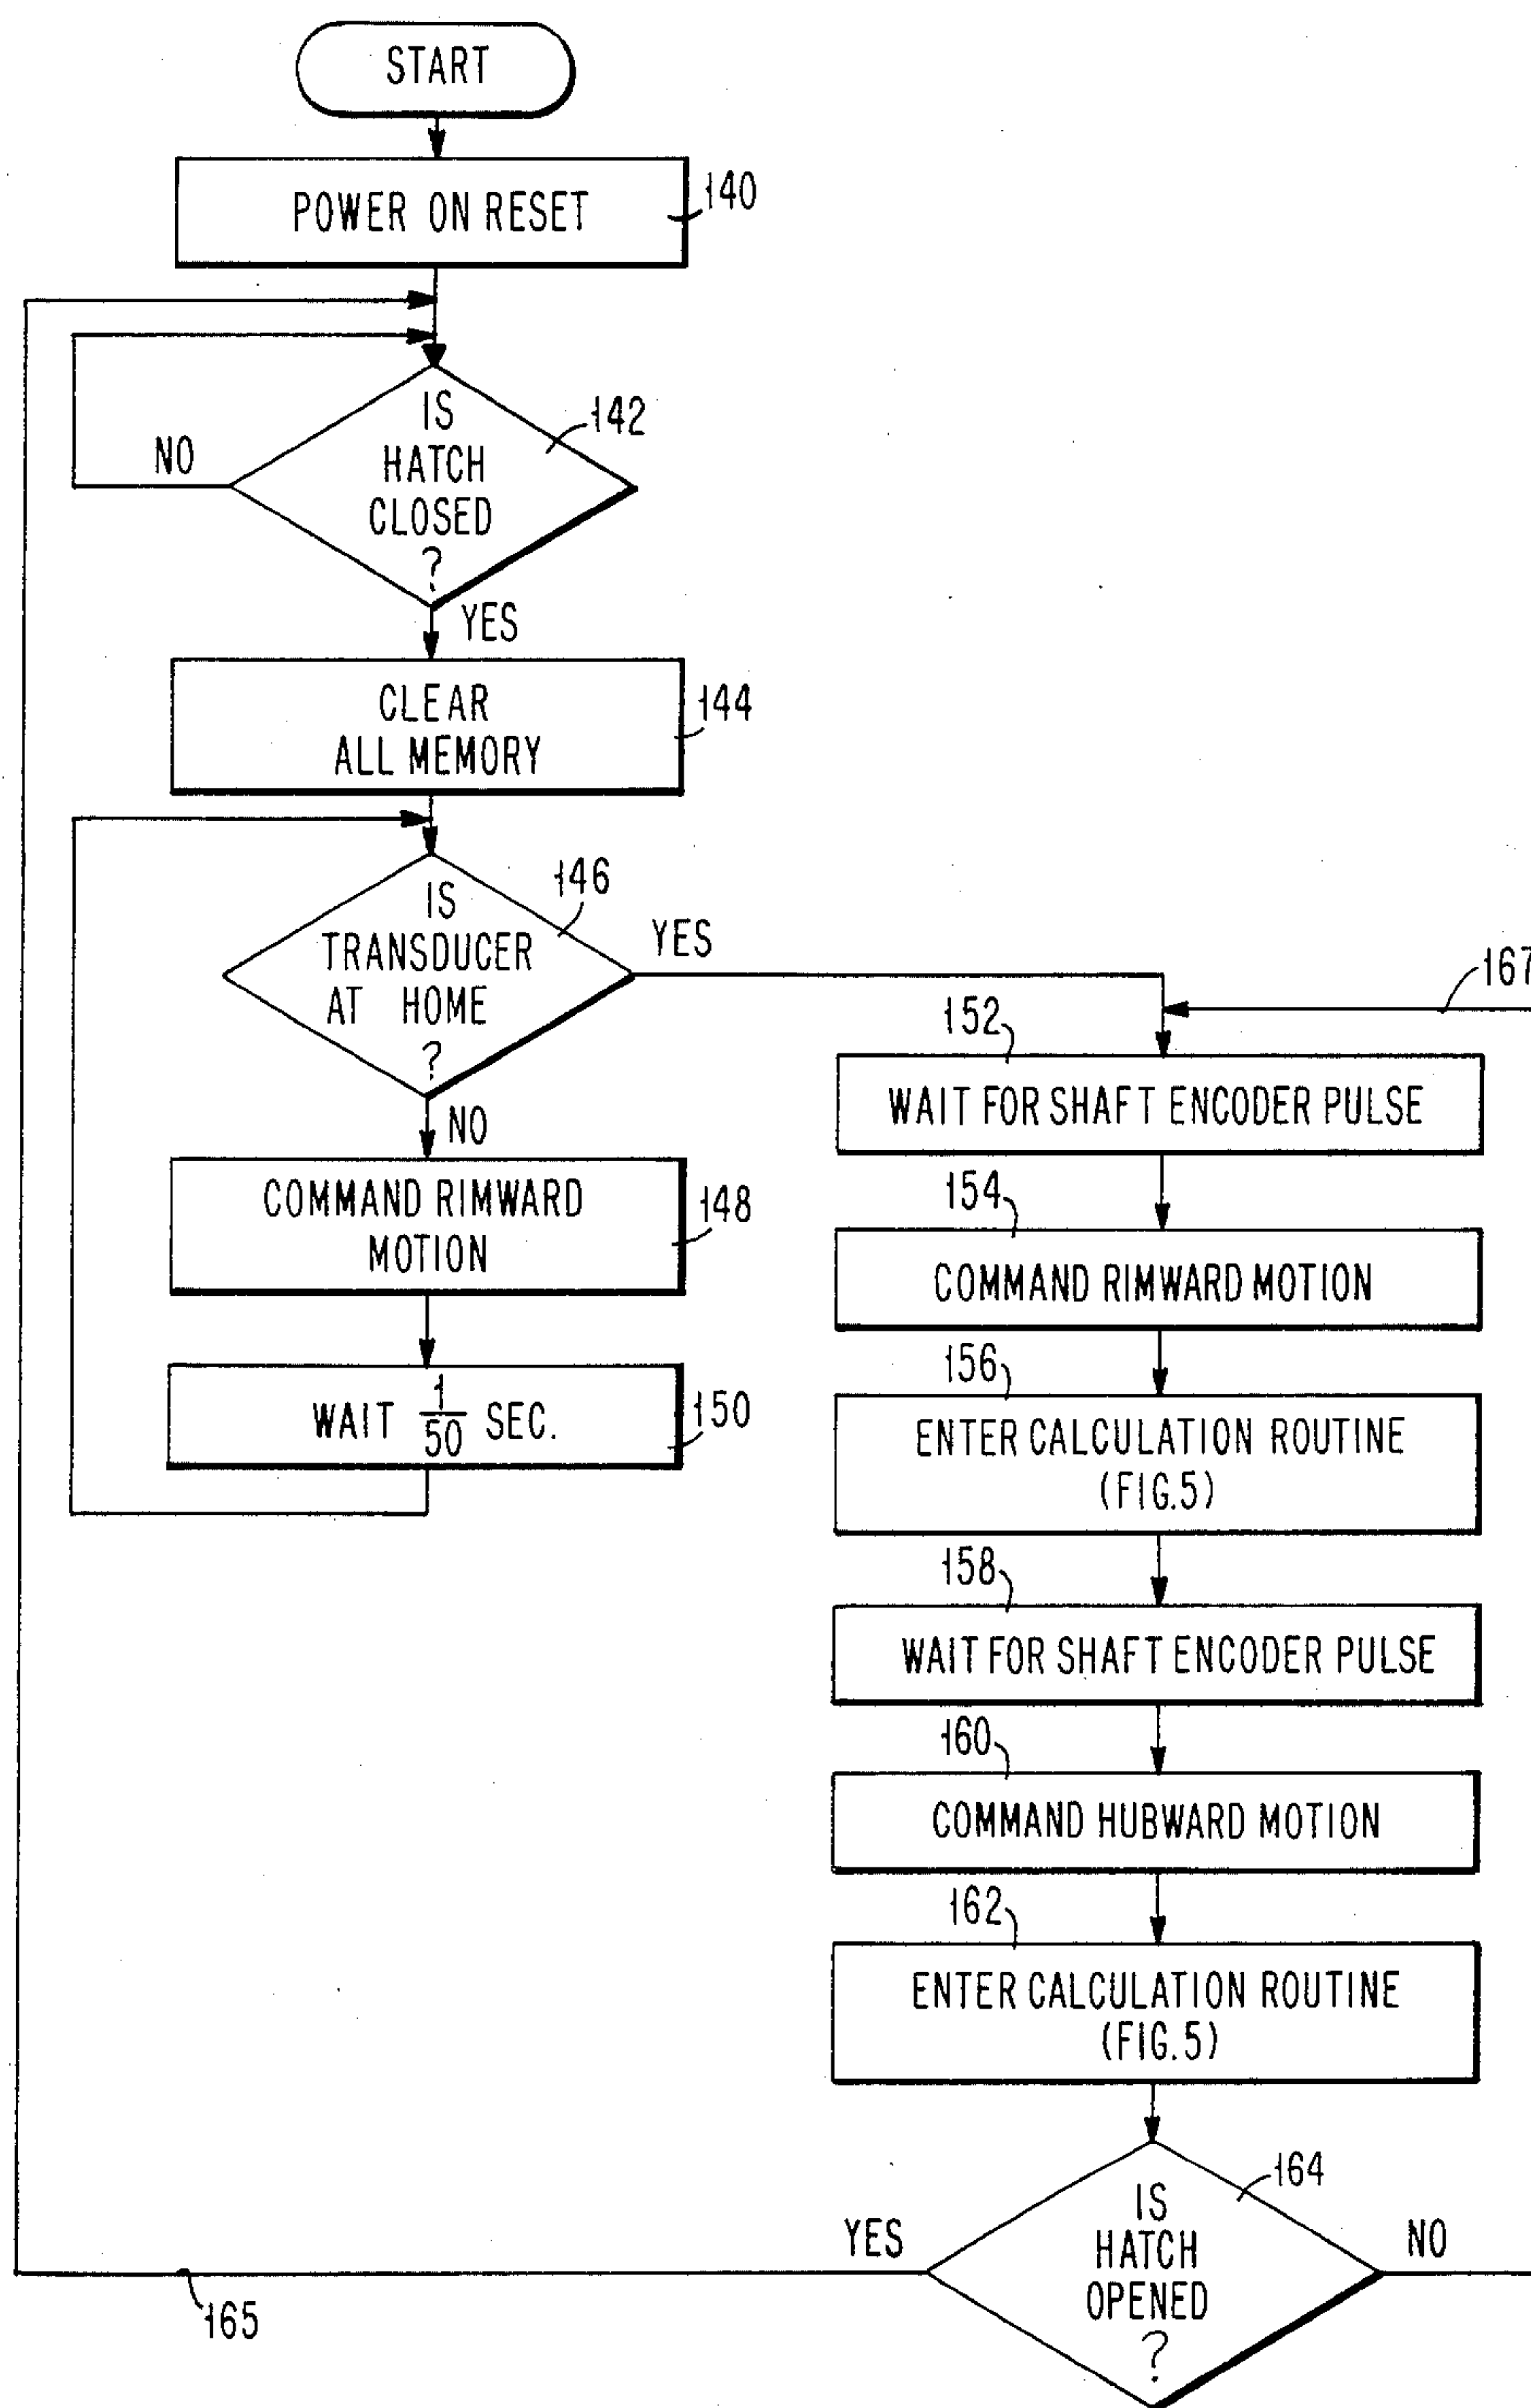 START
POWER ON RESET
140
IS
HATCH
CLOSED
?
142
NO
YES
CLEAR
ALL MEMORY
144
IS
TRANSDUCER
AT HOME
?
146
YES
NO
COMMAND RIMWARD
MOTION
148
WAIT 1/50 SEC.
150
167
152
WAIT FOR SHAFT ENCODER PULSE
154
COMMAND RIMWARD MOTION
156
ENTER CALCULATION ROUTINE
(FIG.5)
158
WAIT FOR SHAFT ENCODER PULSE
160
COMMAND HUBWARD MOTION
162
ENTER CALCULATION ROUTINE
(FIG.5)
164
IS
HATCH
OPENED
?
YES
NO
165